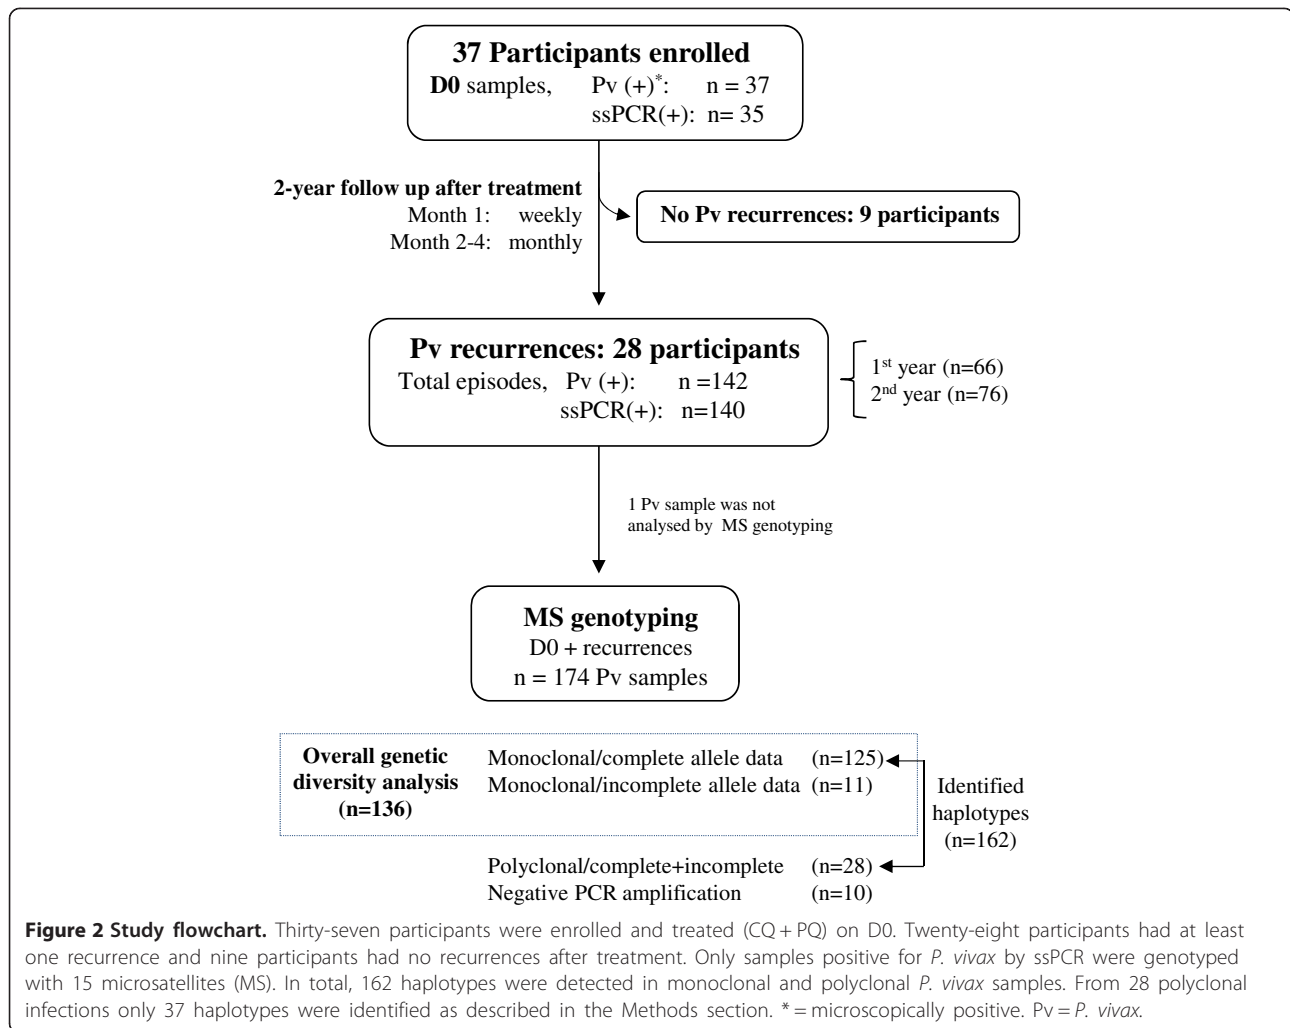 37 Participants enrolled
D0 samples, Pv (+)*: n = 37
ssPCR(+): n= 35
2-year follow up after treatment
Month 1: weekly
Month 2-4: monthly
No Pv recurrences: 9 participants
Pv recurrences: 28 participants
Total episodes, Pv (+): n =142
ssPCR(+): n=140
1st year (n=66)
2nd year (n=76)
1 Pv sample was not
analysed by MS genotyping
MS genotyping
D0 + recurrences
n = 174 Pv samples
Overall genetic
diversity analysis
(n=136)
Monoclonal/complete allele data (n=125)
Monoclonal/incomplete allele data (n=11)
Identified
haplotypes
(n=162)
Polyclonal/complete+incomplete (n=28)
Negative PCR amplification (n=10)
Figure 2 Study flowchart. Thirty-seven participants were enrolled and treated (CQ + PQ) on D0. Twenty-eight participants had at least
one recurrence and nine participants had no recurrences after treatment. Only samples positive for P. vivax by ssPCR were genotyped
with 15 microsatellites (MS). In total, 162 haplotypes were detected in monoclonal and polyclonal P. vivax samples. From 28 polyclonal
infections only 37 haplotypes were identified as described in the Methods section. * = microscopically positive. Pv = P. vivax.